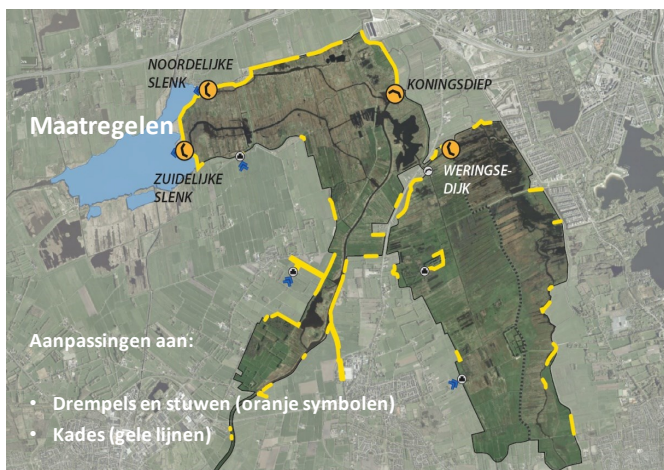 NOORDELIJKE
SLENK
KONINGSDIEP
Maatregelen
ZUIDELIJKE
SLENK
WERINGSE-
DIJK
Aanpassingen aan:
• Drempels en stuwen (oranje symbolen)
• Kades (gele lijnen)